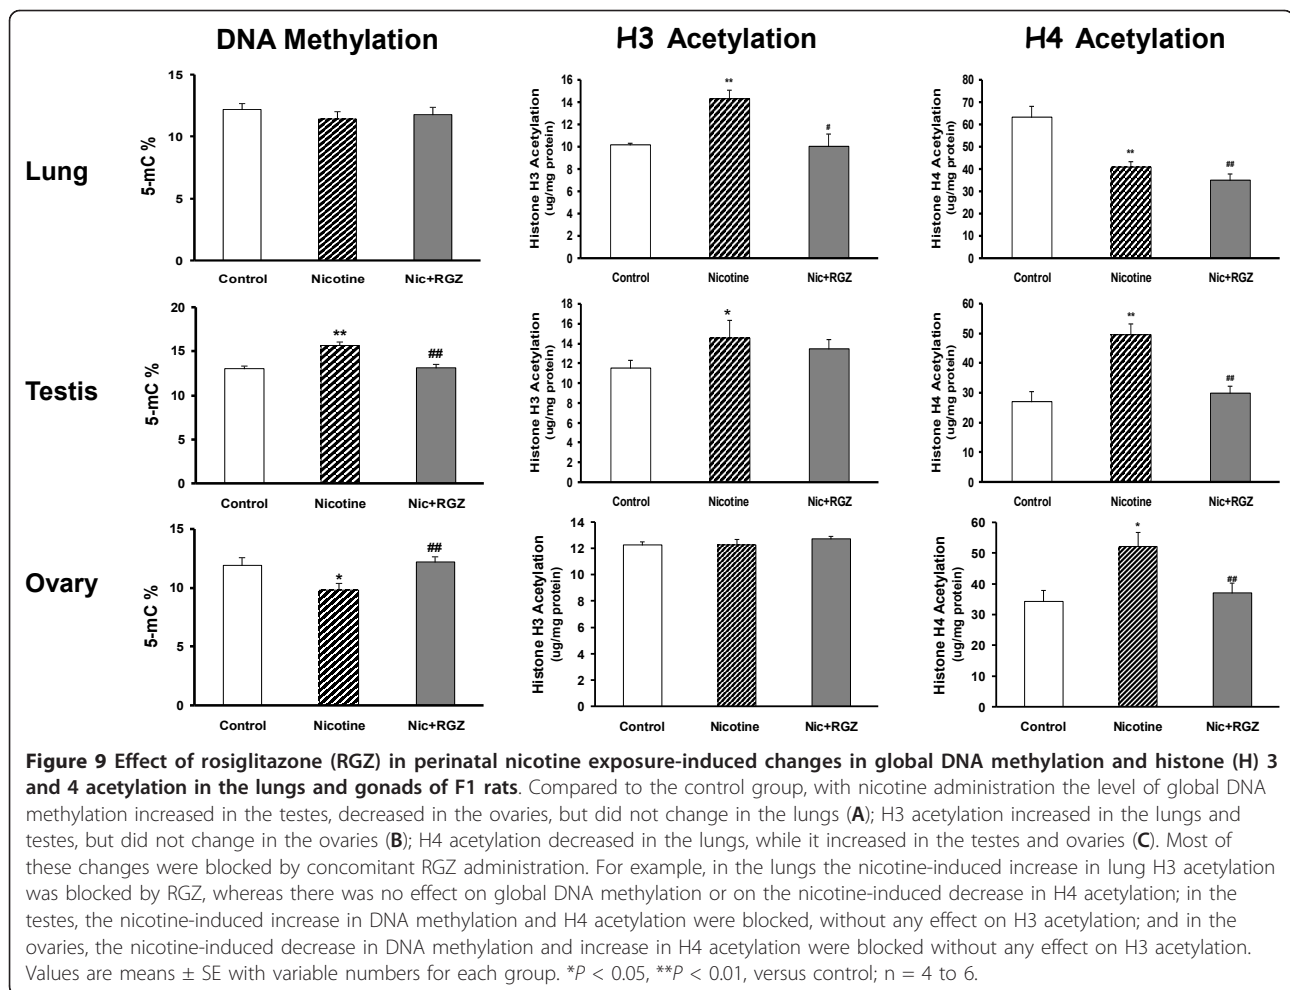 DNA Methylation
H3 Acetylation
H4 Acetylation
Lung
5-mC %
15
10
5
0
Control Nicotine Nic+RGZ
Histone H3 Acetylation
(ug/mg protein)
16
14
12
10
8
6
4
2
0
**
#
Control Nicotine Nic+RGZ
Histone H4 Acetylation
(ug/mg protein)
80
70
60
50
40
30
20
10
0
**
##
Control Nicotine Nic+RGZ
Testis
5-mC %
20
15
10
5
0
**
##
Control Nicotine Nic+RGZ
Histone H3 Acetylation
(ug/mg protein)
18
16
14
12
10
8
6
4
2
0
*
Control Nicotine Nic+RGZ
Histone H4 Acetylation
(ug/mg protein)
60
50
40
30
20
10
0
**
##
Control Nicotine Nic+RGZ
Ovary
5-mC %
15
10
5
0
*
##
Control Nicotine Nic+RGZ
Histone H3 Acetylation
(ug/mg protein)
14
12
10
8
6
4
2
0
Control Nicotine Nic+RGZ
Histone H4 Acetylation
(ug/mg protein)
60
50
40
30
20
10
0
*
##
Control Nicotine Nic+RGZ
Figure 9 Effect of rosiglitazone (RGZ) in perinatal nicotine exposure-induced changes in global DNA methylation and histone (H) 3
and 4 acetylation in the lungs and gonads of F1 rats. Compared to the control group, with nicotine administration the level of global DNA
methylation increased in the testes, decreased in the ovaries, but did not change in the lungs (A); H3 acetylation increased in the lungs and
testes, but did not change in the ovaries (B); H4 acetylation decreased in the lungs, while it increased in the testes and ovaries (C). Most of
these changes were blocked by concomitant RGZ administration. For example, in the lungs the nicotine-induced increase in lung H3 acetylation
was blocked by RGZ, whereas there was no effect on global DNA methylation or on the nicotine-induced decrease in H4 acetylation; in the
testes, the nicotine-induced increase in DNA methylation and H4 acetylation were blocked, without any effect on H3 acetylation; and in the
ovaries, the nicotine-induced decrease in DNA methylation and increase in H4 acetylation were blocked without any effect on H3 acetylation.
Values are means ± SE with variable numbers for each group. *P < 0.05, **P < 0.01, versus control; n = 4 to 6.